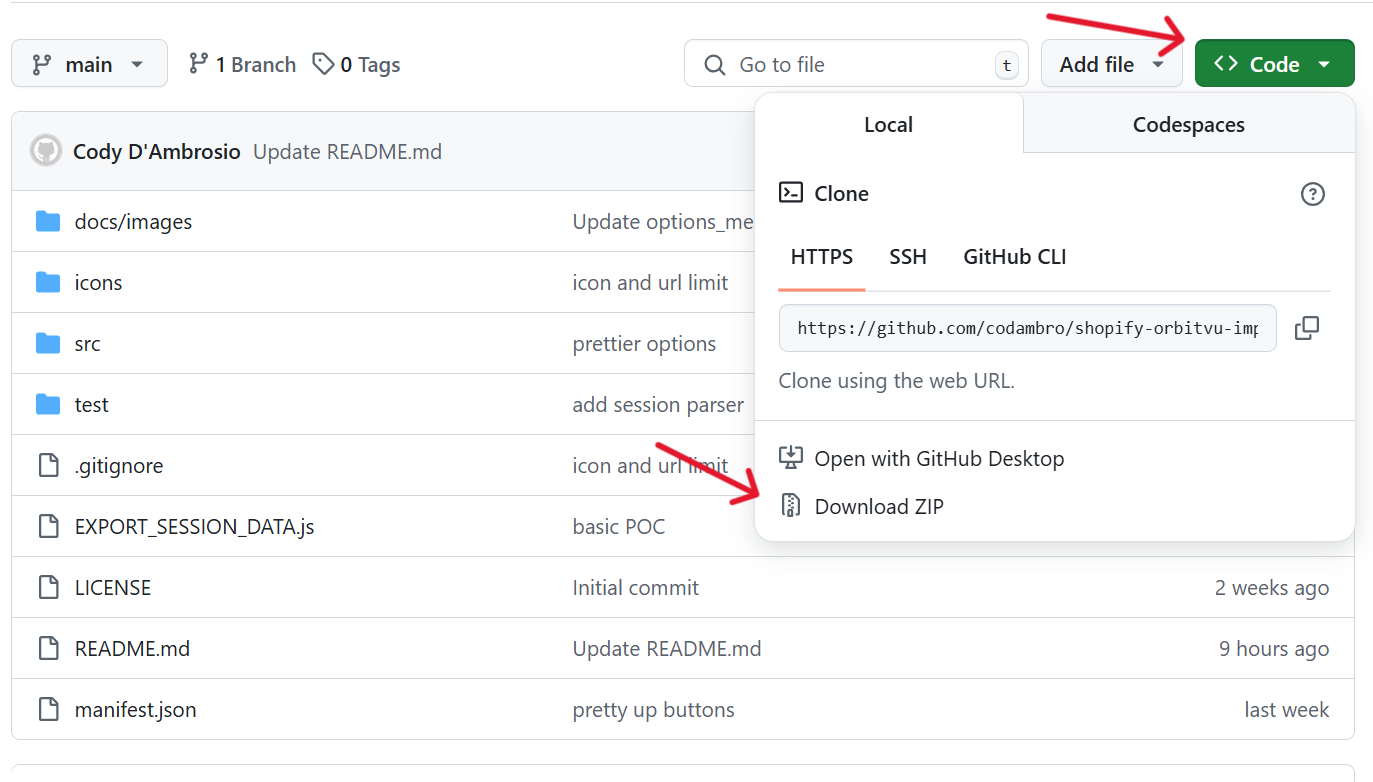 main 1 Branch 0 Tags Go to file t Add file Code
Local Codespaces
Cody D'Ambrosio Update README.md
Clone
docs/images Update options_me
HTTPS SSH GitHub CLI
icons icon and url limit
https://github.com/codambro/shopify-orbitvu-imp
src prettier options
Clone using the web URL.
test add session parser
.gitignore icon and url limit
Open with GitHub Desktop
Download ZIP
EXPORT_SESSION_DATA.js basic POC
LICENSE Initial commit 2 weeks ago
README.md Update README.md 9 hours ago
manifest.json pretty up buttons last week